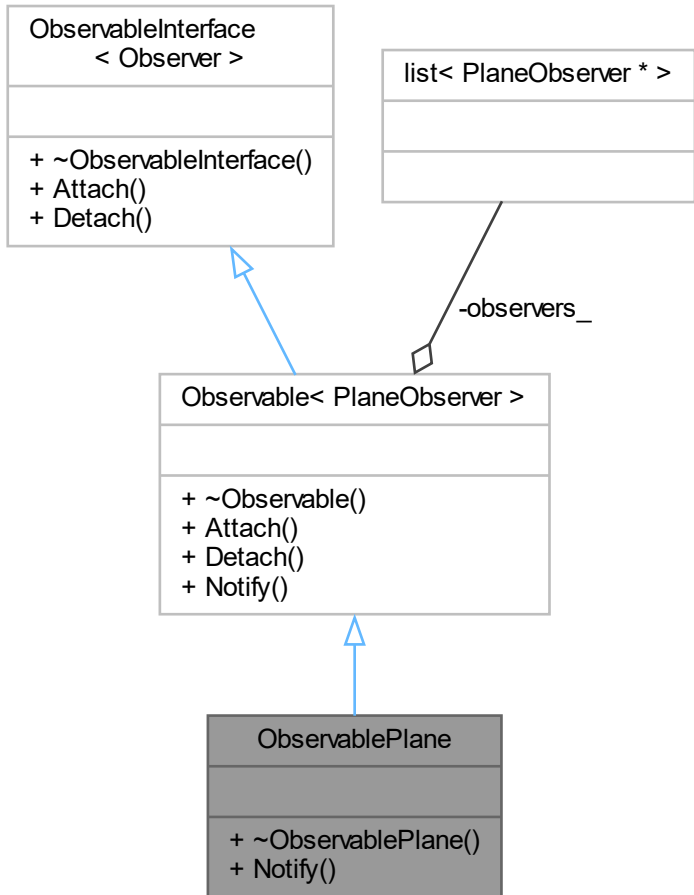 ObservableInterface
< Observer >
+ ~ObservableInterface()
+ Attach()
+ Detach()
list< PlaneObserver * >
-observers_
Observable< PlaneObserver >
+ ~Observable()
+ Attach()
+ Detach()
+ Notify()
ObservablePlane
+ ~ObservablePlane()
+ Notify()